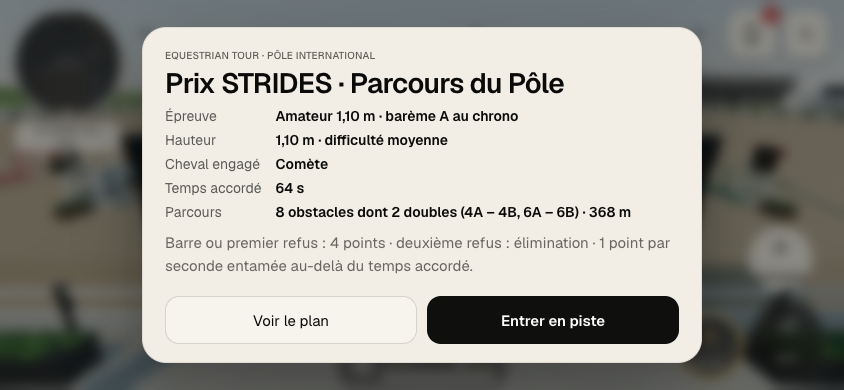 EQUESTRIAN TOUR · PÔLE INTERNATIONAL
Prix STRIDES · Parcours du Pôle
Épreuve Amateur 1,10 m · barème A au chrono
Hauteur 1,10 m · difficulté moyenne
Cheval engagé Comète
Temps accordé 64 s
Parcours 8 obstacles dont 2 doubles (4A – 4B, 6A – 6B) · 368 m
Barre ou premier refus : 4 points · deuxième refus : élimination · 1 point par
seconde entamée au-delà du temps accordé.
Voir le plan Entrer en piste